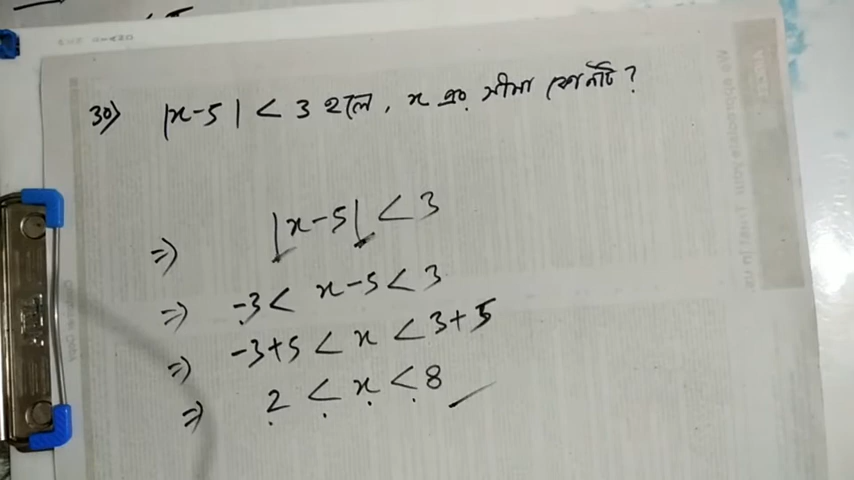 30) |x-5| < 3 হলে, x এর সীমা কোনটি?
|x-5| < 3
=>
=> -3 < x-5 < 3
=> -3+5 < x < 3+5
=> 2 < x < 8